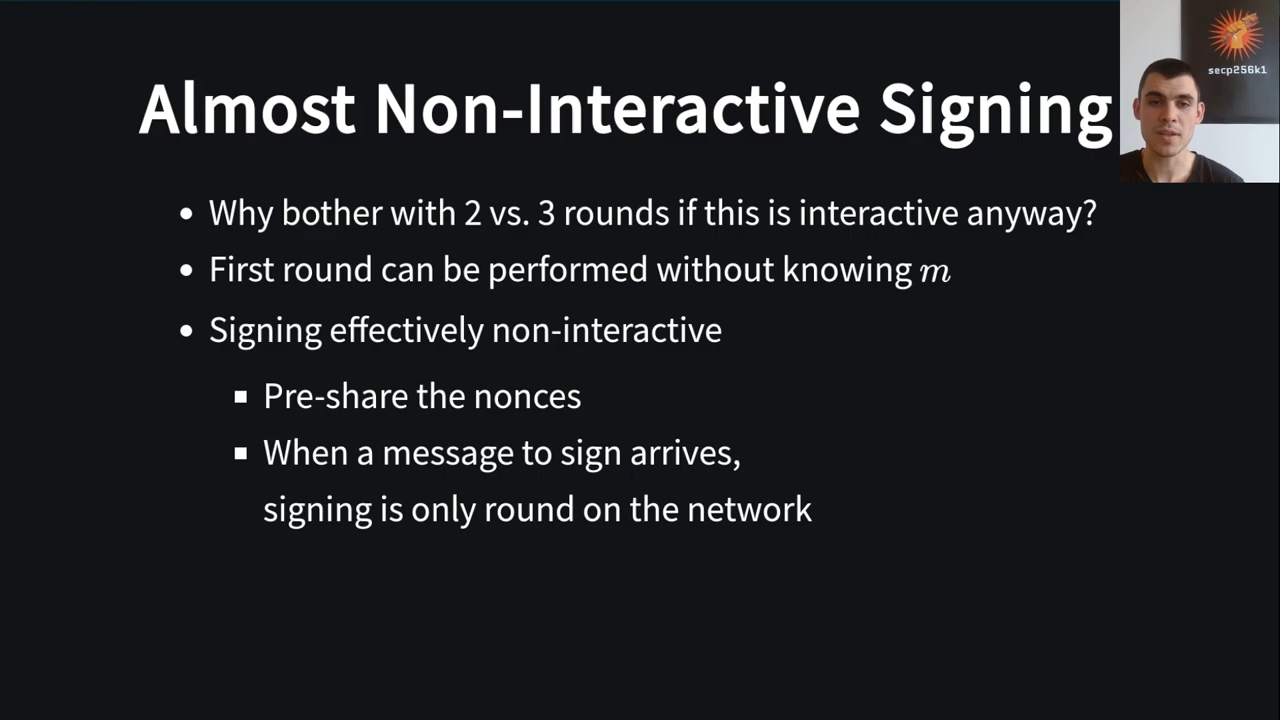 Almost Non-Interactive Signing
secp256k1
• Why bother with 2 vs. 3 rounds if this is interactive anyway?
• First round can be performed without knowing m
• Signing effectively non-interactive
▪ Pre-share the nonces
▪ When a message to sign arrives,
signing is only round on the network